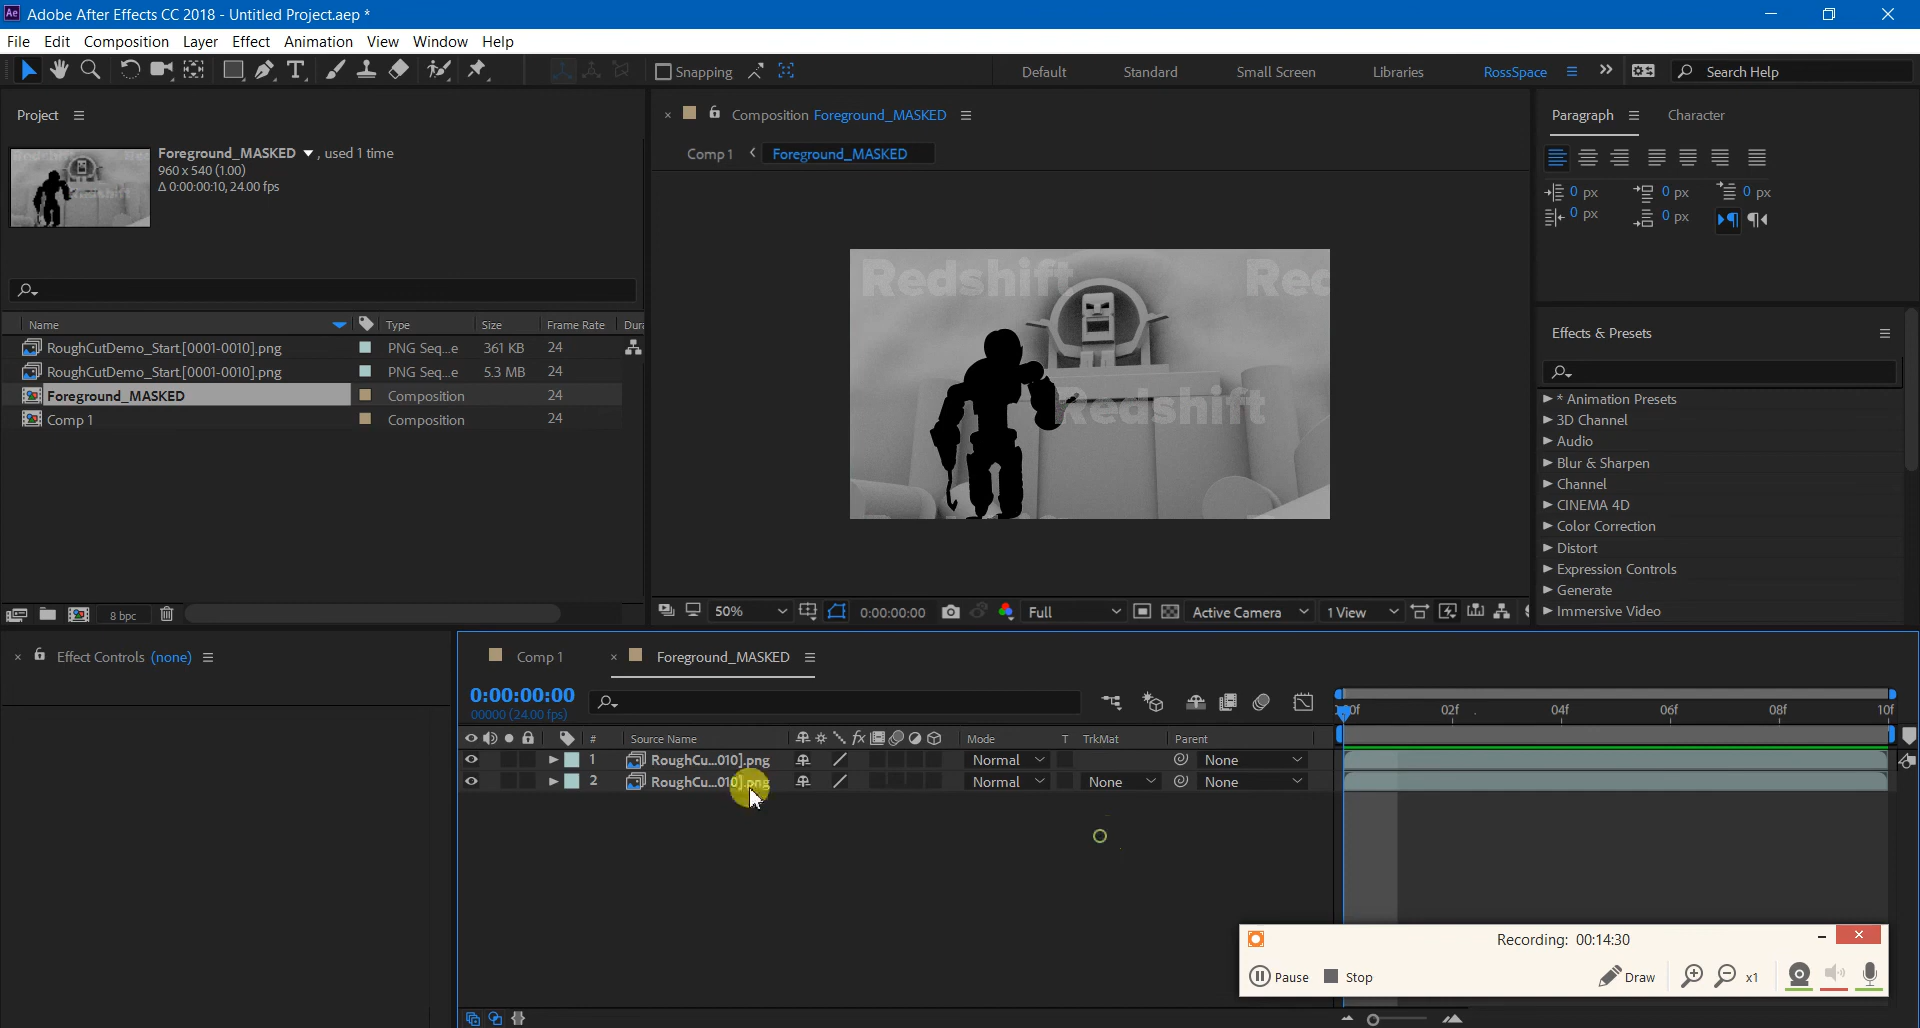 Ae Adobe After Effects CC 2018 - Untitled Project.aep *
File Edit Composition Layer Effect Animation View Window Help
T Snapping Default Standard Small Screen Libraries RossSpace Search Help
Project
Foreground_MASKED , used 1 time
960 x 540 (1.00)
Δ 0:00:00:10, 24.00 fps
Name Type Size Frame Rate Dura
RoughCutDemo_Start.[0001-0010].png PNG Seq...e 361 KB 24
RoughCutDemo_Start.[0001-0010].png PNG Seq...e 5.3 MB 24
Foreground_MASKED Composition 24
Comp 1 Composition 24
8 bpc
× Composition Foreground_MASKED
Comp 1 < Foreground_MASKED
Redshift Red
Redshift
50% 0:00:00:00 Full Active Camera 1 View
Paragraph Character
0 px 0 px 0 px
0 px 0 px
Effects & Presets
* Animation Presets
3D Channel
Audio
Blur & Sharpen
Channel
CINEMA 4D
Color Correction
Distort
Expression Controls
Generate
Immersive Video
× Effect Controls (none)
Comp 1 × Foreground_MASKED
0:00:00:00
00000 (24.00 fps)
02f 04f 06f 08f 10f
# Source Name fx Mode T TrkMat Parent
1 RoughCu...010].png Normal None
2 RoughCu...010].png Normal None None
Recording: 00:14:30
Pause Stop Draw x1